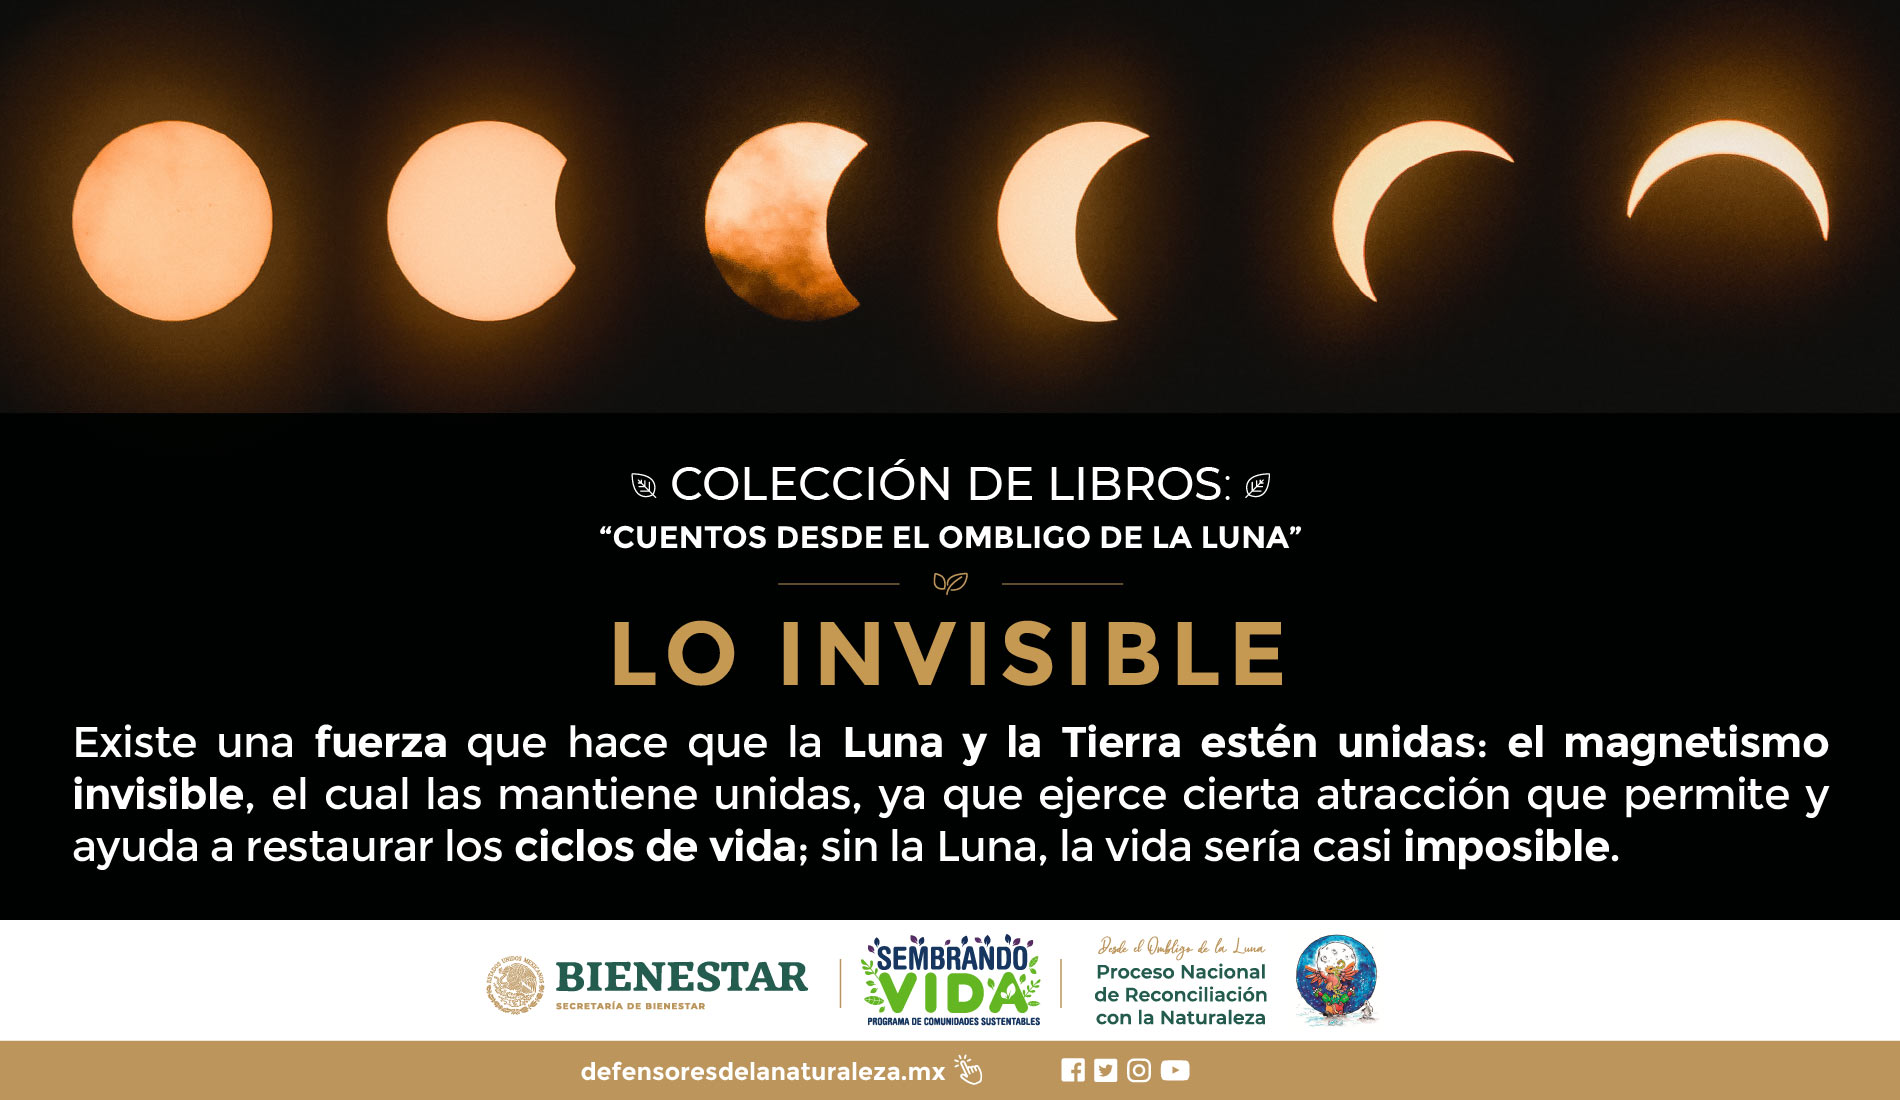 COLECCIÓN DE LIBROS:
“CUENTOS DESDE EL OMBLIGO DE LA LUNA”
LO INVISIBLE
Existe una fuerza que hace que la Luna y la Tierra estén unidas: el magnetismo
invisible, el cual las mantiene unidas, ya que ejerce cierta atracción que permite y
ayuda a restaurar los ciclos de vida; sin la Luna, la vida sería casi imposible.
ESTADOS UNIDOS MEXICANOS
BIENESTAR
SECRETARÍA DE BIENESTAR
SEMBRANDO
VIDA
PROGRAMA DE COMUNIDADES SUSTENTABLES
Desde el Ombligo de la Luna
Proceso Nacional
de Reconciliación
con la Naturaleza
defensoresdelanaturaleza.mx